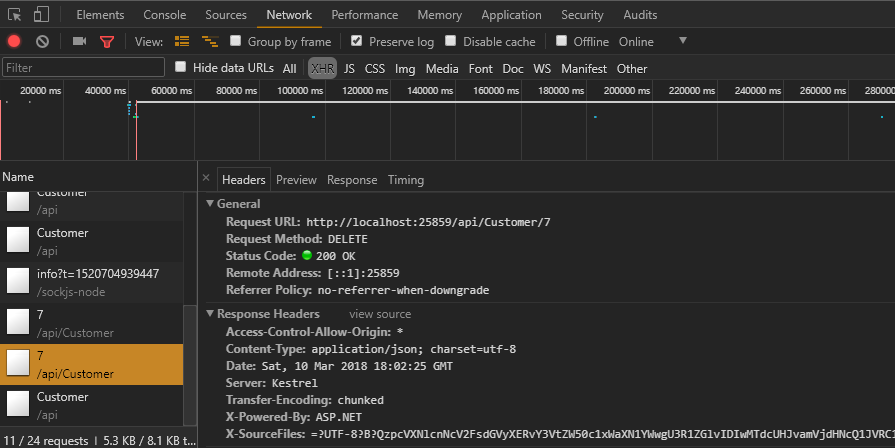 Elements Console Sources Network Performance Memory Application Security Audits
View: Group by frame Preserve log Disable cache Offline Online
Filter Hide data URLs All XHR JS CSS Img Media Font Doc WS Manifest Other
20000 ms 40000 ms 60000 ms 80000 ms 100000 ms 120000 ms 140000 ms 160000 ms 180000 ms 200000 ms 220000 ms 240000 ms 260000 ms 280000
Name
Customer
/api
Customer
/api
info?t=1520704939447
/sockjs-node
7
/api/Customer
7
/api/Customer
Customer
/api
11 / 24 requests | 5.3 KB / 8.1 KB t...
× Headers Preview Response Timing
General
Request URL: http://localhost:25859/api/Customer/7
Request Method: DELETE
Status Code: 200 OK
Remote Address: [::1]:25859
Referrer Policy: no-referrer-when-downgrade
Response Headers view source
Access-Control-Allow-Origin: *
Content-Type: application/json; charset=utf-8
Date: Sat, 10 Mar 2018 18:02:25 GMT
Server: Kestrel
Transfer-Encoding: chunked
X-Powered-By: ASP.NET
X-SourceFiles: